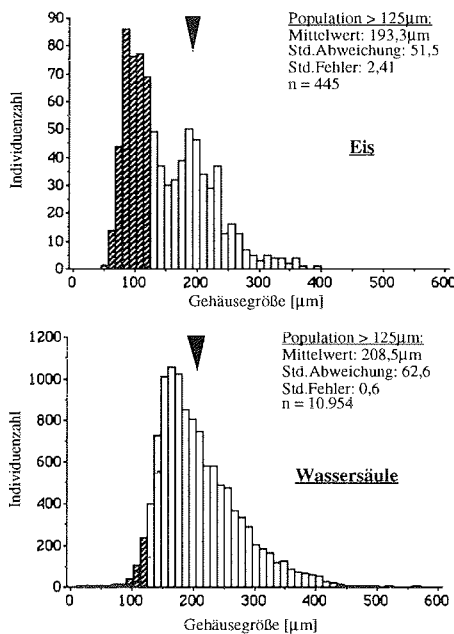 Population > 125µm:
Mittelwert: 193,3µm
Std.Abweichung: 51,5
Std.Fehler: 2,41
n = 445
Eis
Individuenzahl
90
80
70
60
50
40
30
20
10
0
0 100 200 300 400 500 600
Gehäusegröße [µm]
Population > 125µm:
Mittelwert: 208,5µm
Std.Abweichung: 62,6
Std.Fehler: 0,6
n = 10.954
Wassersäule
Individuenzahl
1200
1000
800
600
400
200
0
0 100 200 300 400 500 600
Gehäusegröße [µm]